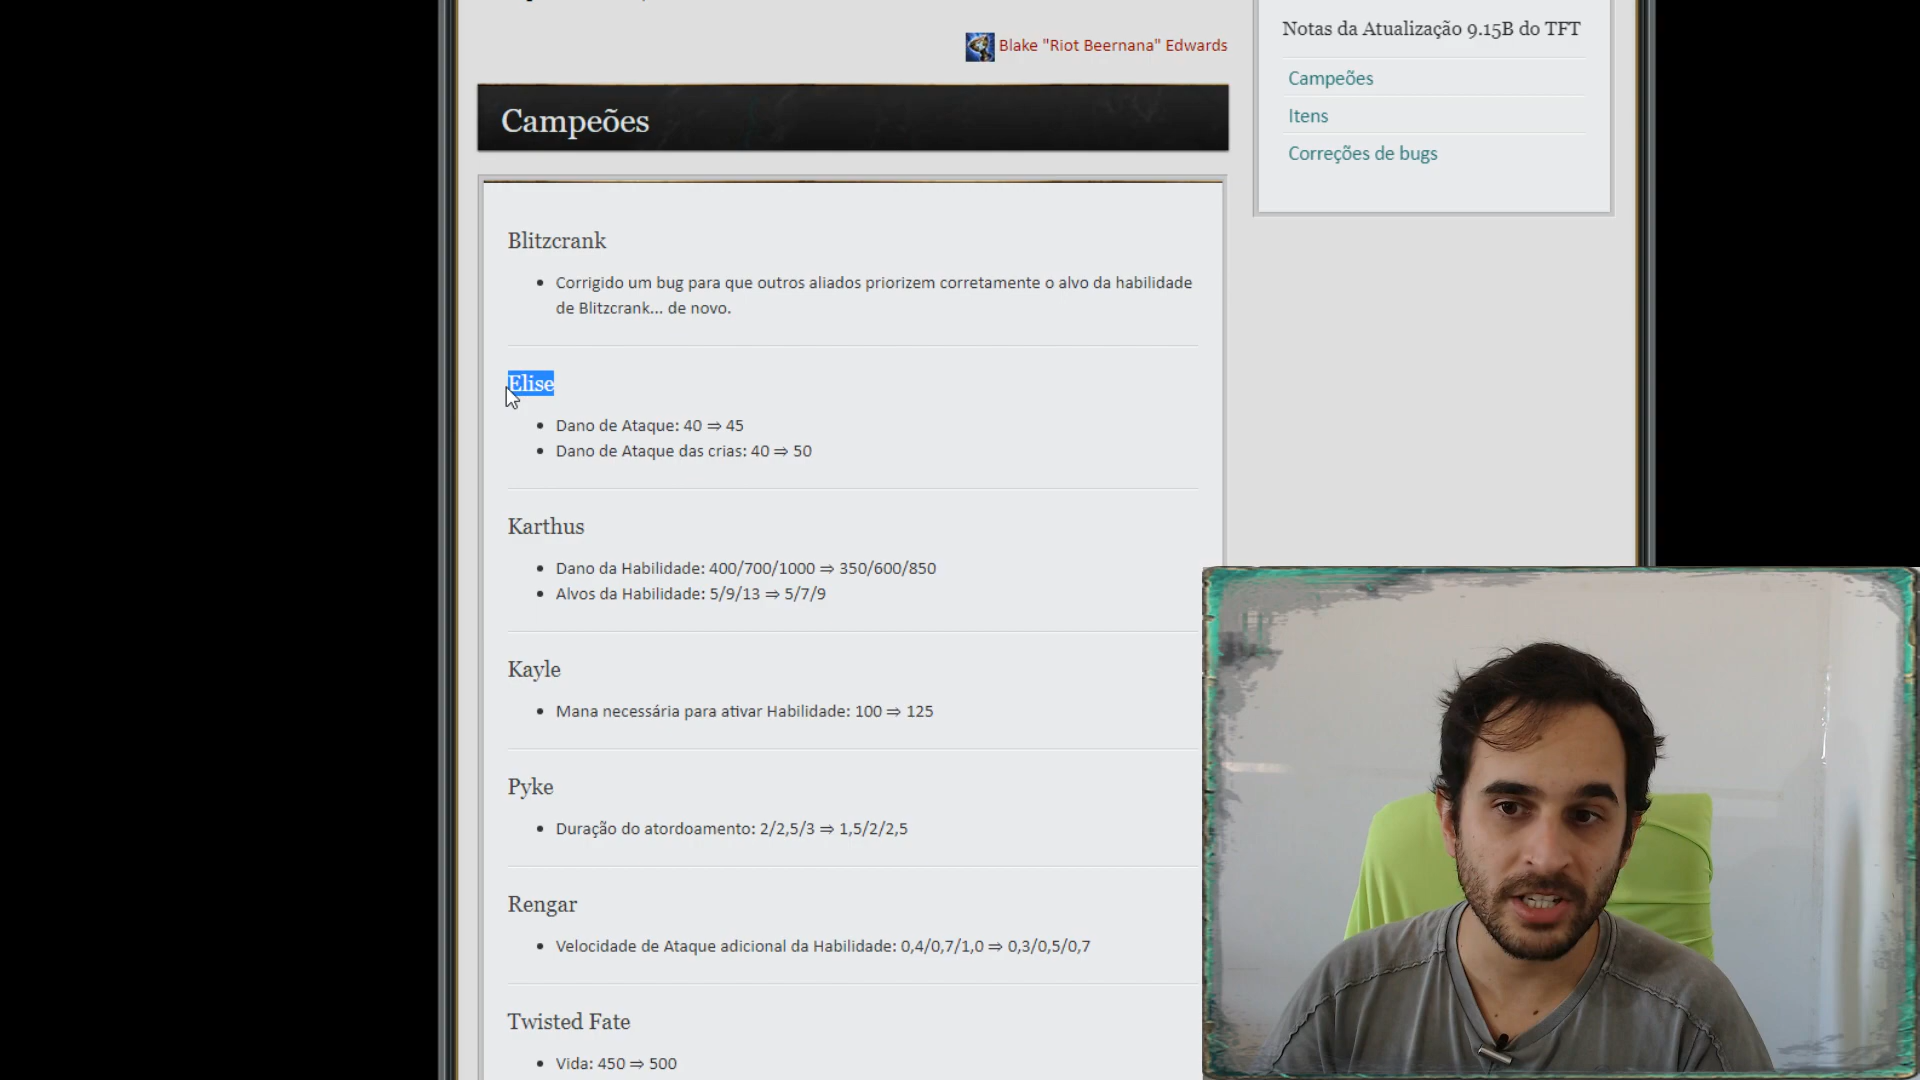 Blake "Riot Beernana" Edwards
Campeões
Blitzcrank
Corrigido um bug para que outros aliados priorizem corretamente o alvo da habilidade
de Blitzcrank... de novo.
Elise
Dano de Ataque: 40 ⇒ 45
Dano de Ataque das crias: 40 ⇒ 50
Karthus
Dano da Habilidade: 400/700/1000 ⇒ 350/600/850
Alvos da Habilidade: 5/9/13 ⇒ 5/7/9
Kayle
Mana necessária para ativar Habilidade: 100 ⇒ 125
Pyke
Duração do atordoamento: 2/2,5/3 ⇒ 1,5/2/2,5
Rengar
Velocidade de Ataque adicional da Habilidade: 0,4/0,7/1,0 ⇒ 0,3/0,5/0,7
Twisted Fate
Vida: 450 ⇒ 500
Notas da Atualização 9.15B do TFT
Campeões
Itens
Correções de bugs